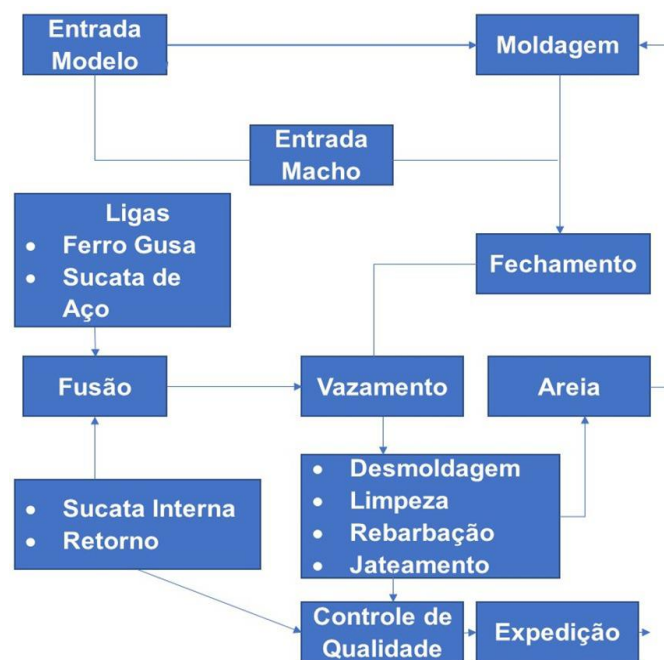 Entrada
Modelo
Moldagem
Entrada
Macho
Ligas
• Ferro Gusa
• Sucata de
Aço
Fechamento
Fusão
Vazamento
Areia
• Desmoldagem
• Limpeza
• Rebarbação
• Jateamento
• Sucata Interna
• Retorno
Controle de
Qualidade
Expedição